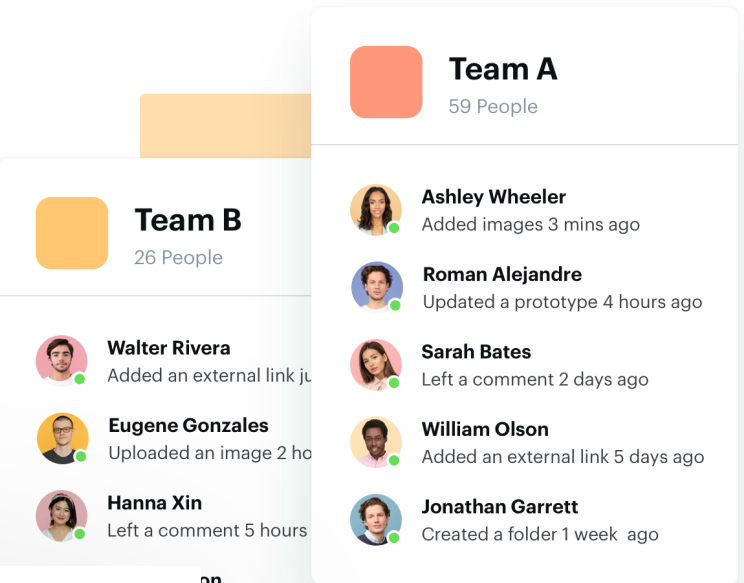 Team A
59 People
Ashley Wheeler
Added images 3 mins ago
Roman Alejandre
Updated a prototype 4 hours ago
Sarah Bates
Left a comment 2 days ago
William Olson
Added an external link 5 days ago
Jonathan Garrett
Created a folder 1 week  ago
Team B
26 People
Walter Rivera
Added an external link
Eugene Gonzales
Uploaded an image 2
Hanna Xin
Left a comment 5 hours